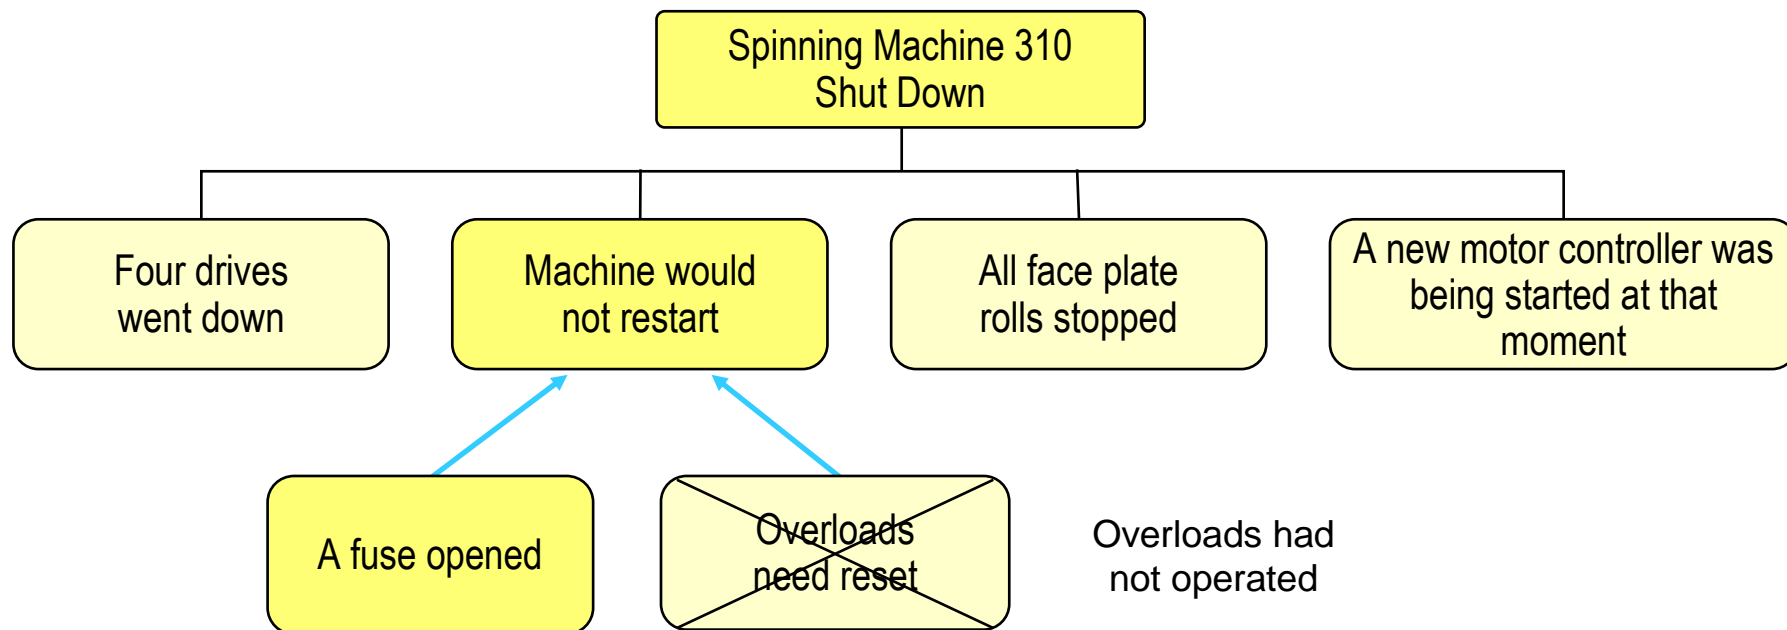 Spinning Machine 310
Shut Down
Four drives
went down
Machine would
not restart
All face plate
rolls stopped
A new motor controller was
being started at that
moment
A fuse opened
Overloads
need reset
Overloads had
not operated